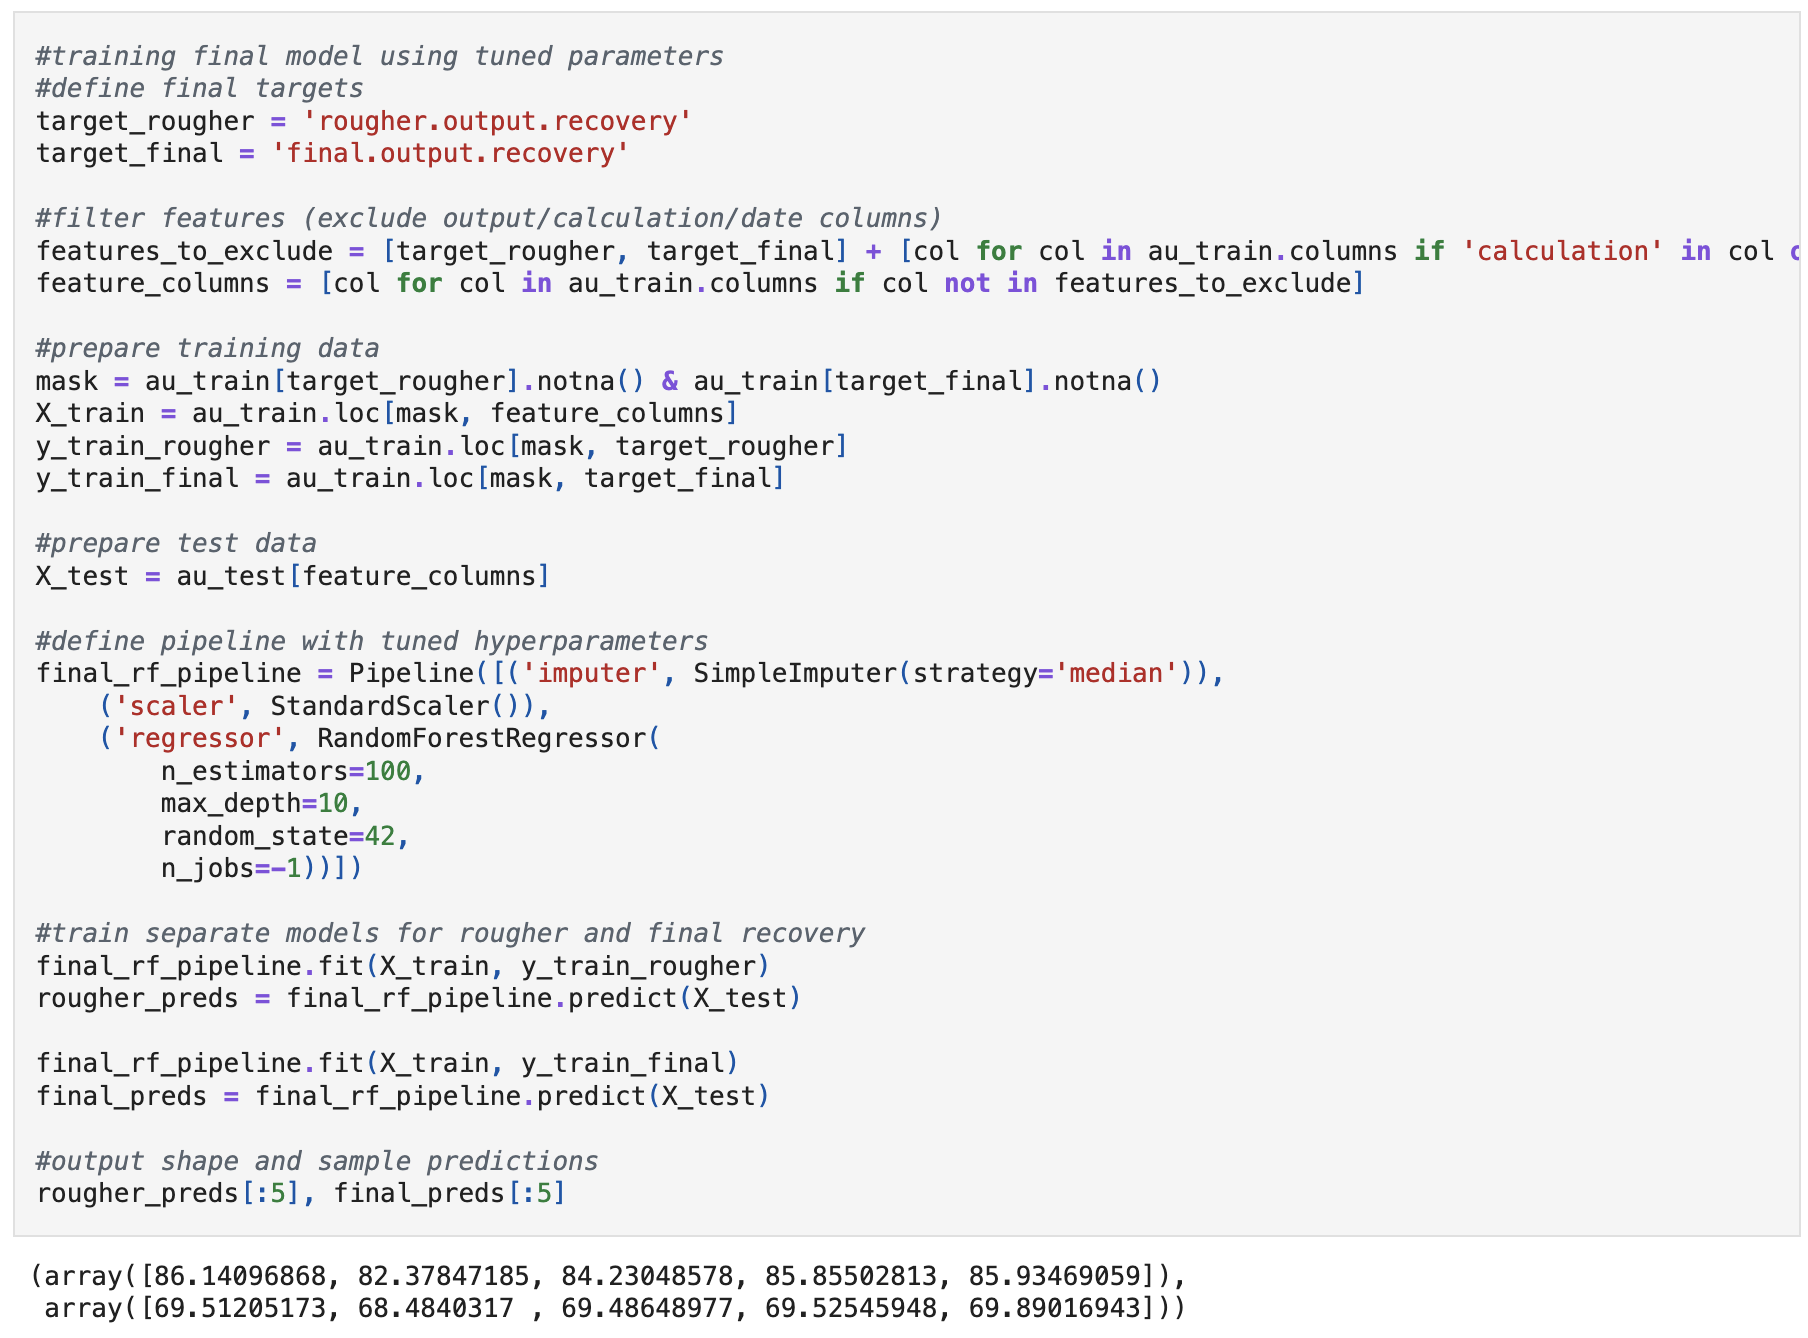 #training final model using tuned parameters
#define final targets
target_rougher = 'rougher.output.recovery'
target_final = 'final.output.recovery'
#filter features (exclude output/calculation/date columns)
features_to_exclude = [target_rougher, target_final] + [col for col in au_train.columns if 'calculation' in col
feature_columns = [col for col in au_train.columns if col not in features_to_exclude]
#prepare training data
mask = au_train[target_rougher].notna() & au_train[target_final].notna()
X_train = au_train.loc[mask, feature_columns]
y_train_rougher = au_train.loc[mask, target_rougher]
y_train_final = au_train.loc[mask, target_final]
#prepare test data
X_test = au_test[feature_columns]
#define pipeline with tuned hyperparameters
final_rf_pipeline = Pipeline([('imputer', SimpleImputer(strategy='median')),
    ('scaler', StandardScaler()),
    ('regressor', RandomForestRegressor(
        n_estimators=100,
        max_depth=10,
        random_state=42,
        n_jobs=-1))])
#train separate models for rougher and final recovery
final_rf_pipeline.fit(X_train, y_train_rougher)
rougher_preds = final_rf_pipeline.predict(X_test)
final_rf_pipeline.fit(X_train, y_train_final)
final_preds = final_rf_pipeline.predict(X_test)
#output shape and sample predictions
rougher_preds[:5], final_preds[:5]
(array([86.14096868, 82.37847185, 84.23048578, 85.85502813, 85.93469059]),
 array([69.51205173, 68.4840317 , 69.48648977, 69.52545948, 69.89016943]))